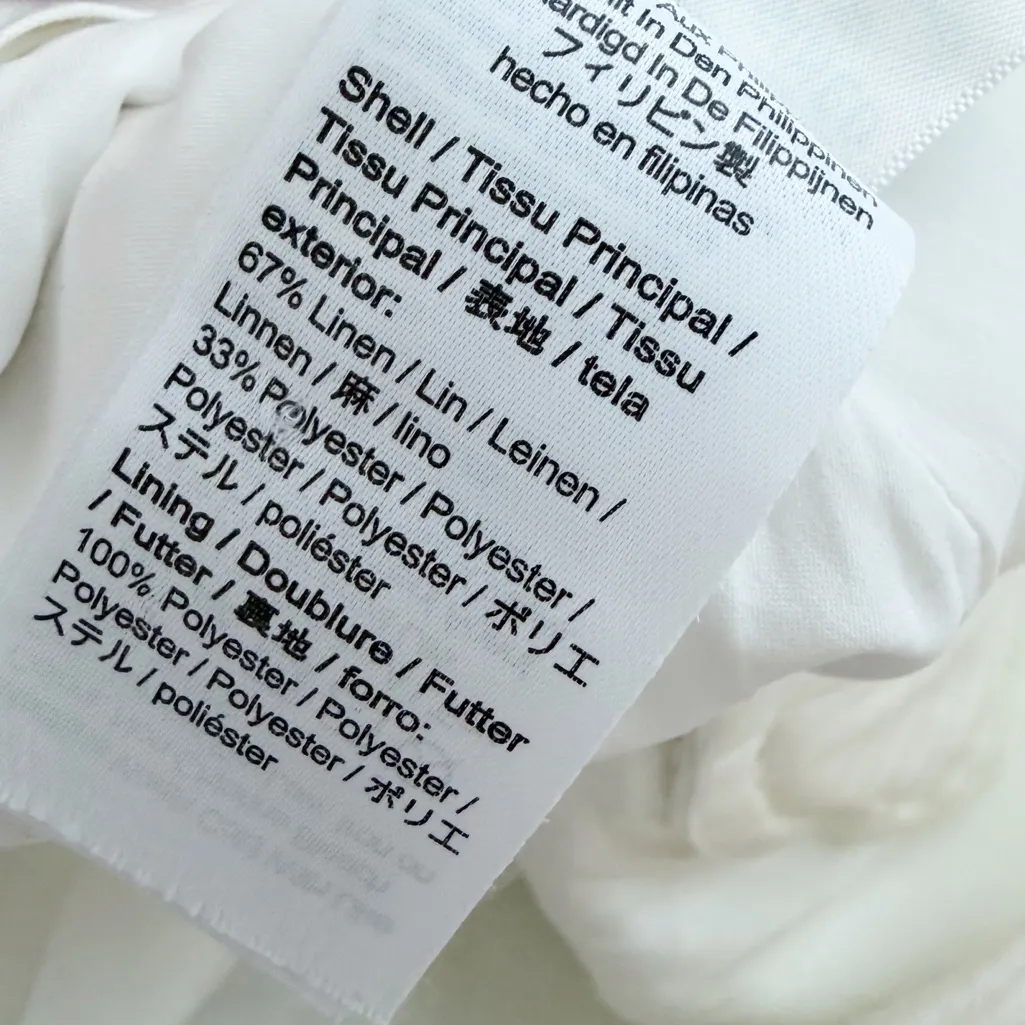 Aux
in Den Philippinen
In De Filippijnen
フィリピン製
hecho en filipinas
Shell / Tissu Principal /
Tissu Principal / Tissu
Principal / 表地 / tela
exterior:
67% Linen / Lin / Leinen /
Linnen / 麻 / lino
33% Polyester / Polyester /
Polyester / Polyester / ポリエ
ステル / poliéster
Lining / Doublure / Futter
/ Futter / 裏地 / forro:
100% Polyester / Polyester /
Polyester / Polyester / ポリエ
ステル / poliéster